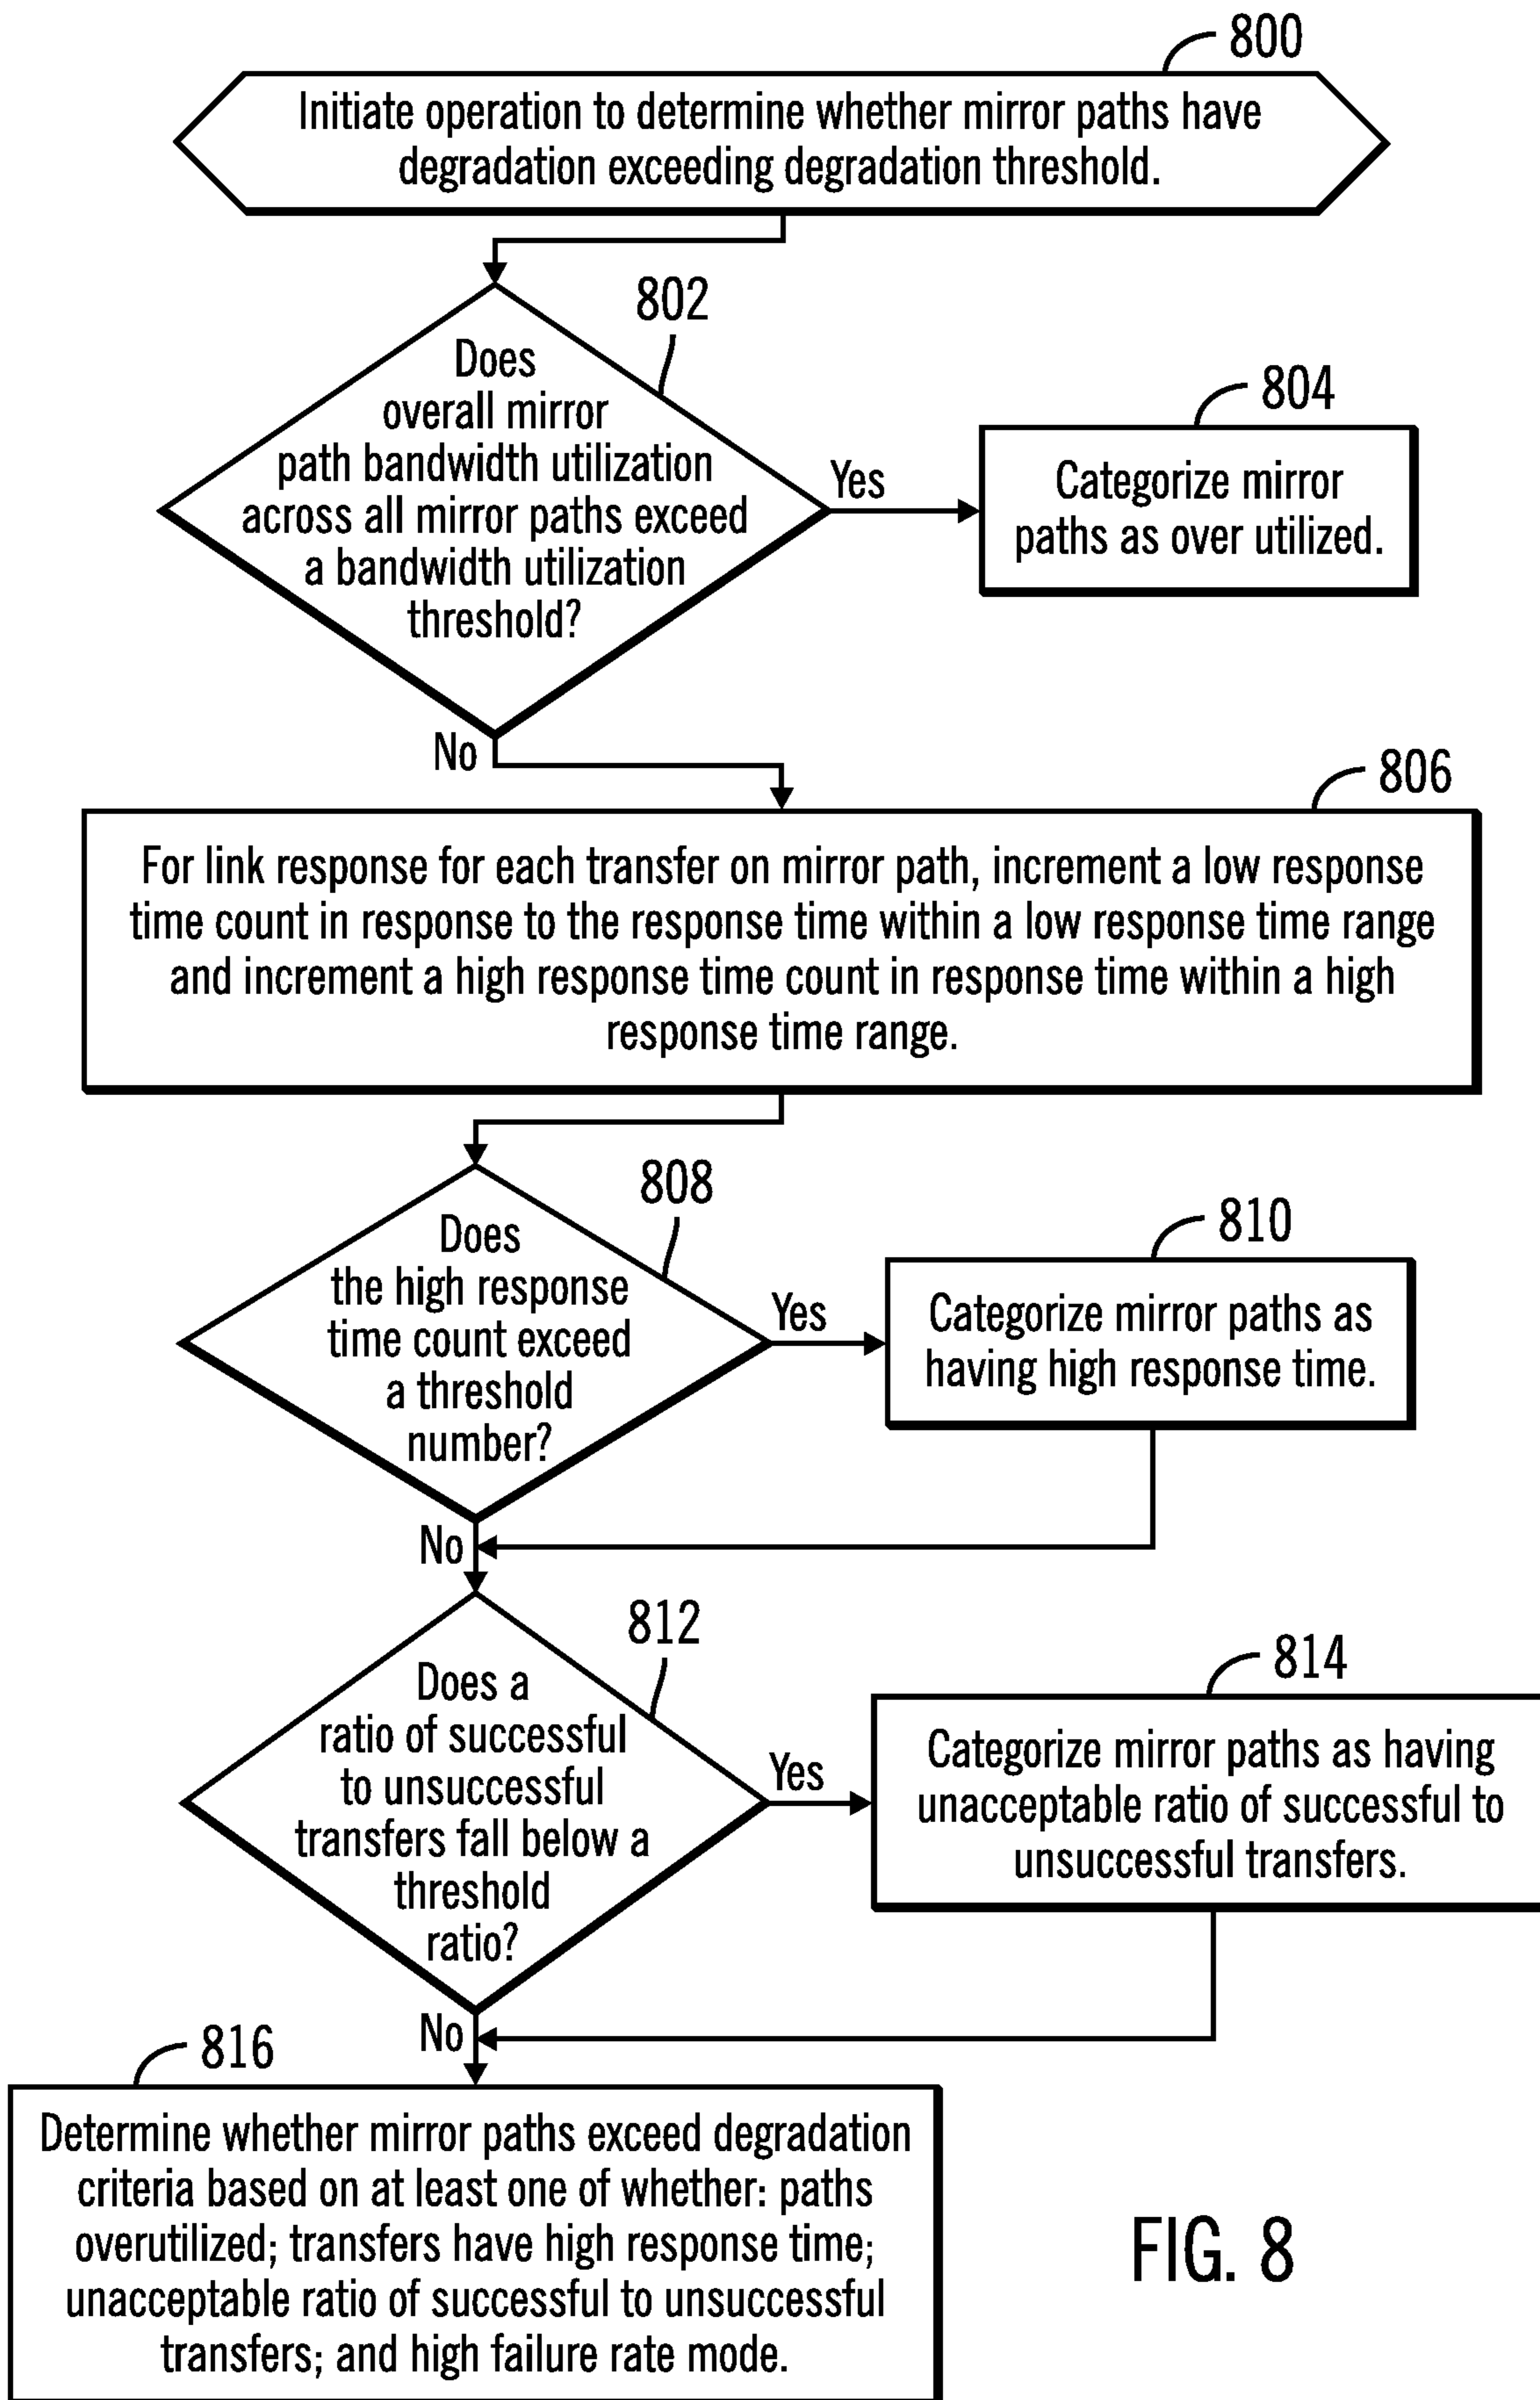 800
Initiate operation to determine whether mirror paths have
degradation exceeding degradation threshold.
802
Does
overall mirror
path bandwidth utilization
across all mirror paths exceed
a bandwidth utilization
threshold?
Yes
804
Categorize mirror
paths as over utilized.
No
806
For link response for each transfer on mirror path, increment a low response
time count in response to the response time within a low response time range
and increment a high response time count in response time within a high
response time range.
808
Does
the high response
time count exceed
a threshold
number?
Yes
810
Categorize mirror paths as
having high response time.
No
812
Does a
ratio of successful
to unsuccessful
transfers fall below a
threshold
ratio?
Yes
814
Categorize mirror paths as having
unacceptable ratio of successful to
unsuccessful transfers.
No
816
Determine whether mirror paths exceed degradation
criteria based on at least one of whether: paths
overutilized; transfers have high response time;
unacceptable ratio of successful to unsuccessful
transfers; and high failure rate mode.
FIG. 8